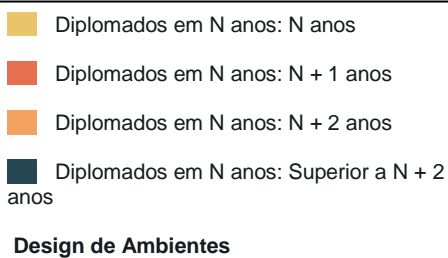 Diplomados em N anos: N anos
Diplomados em N anos: N + 1 anos
Diplomados em N anos: N + 2 anos
Diplomados em N anos: Superior a N + 2
anos
Design de Ambientes